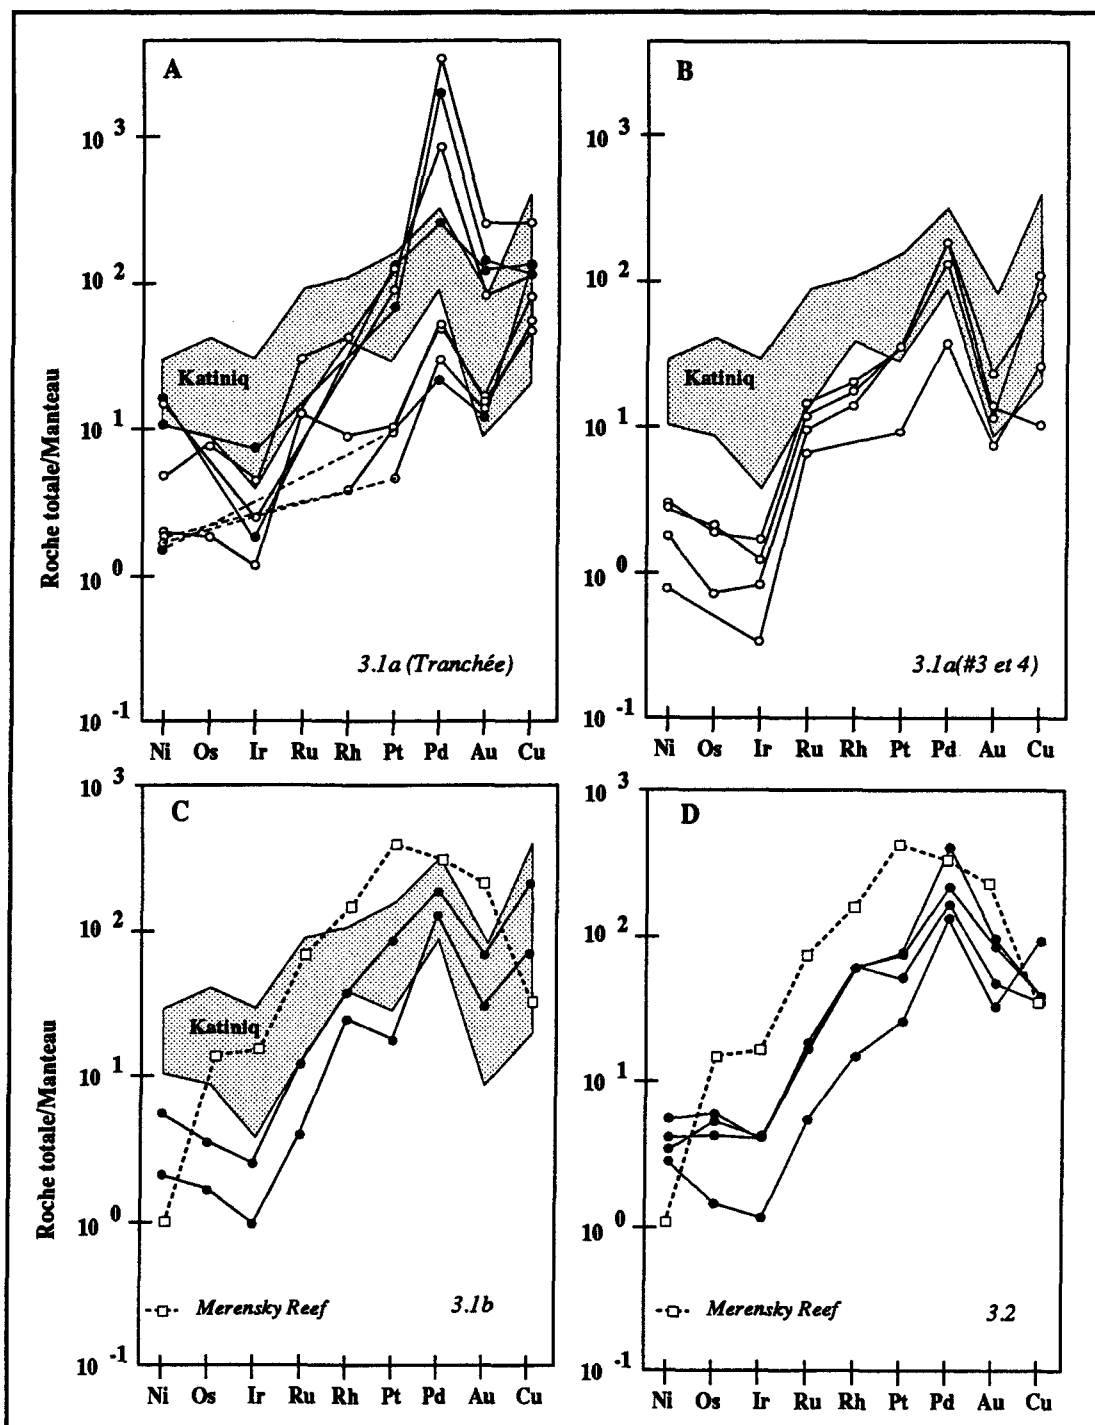 A
B
Roche totale/Manteau
10 3
10 2
10 1
10 0
10 -1
Katiniq
3.1a (Tranchée)
Ni Os Ir Ru Rh Pt Pd Au Cu
10 3
10 2
10 1
10 0
10 -1
Katiniq
3.1a(#3 et 4)
Ni Os Ir Ru Rh Pt Pd Au Cu
C
D
Roche totale/Manteau
10 3
10 2
10 1
10 0
10 -1
Katiniq
Merensky Reef
3.1b
Ni Os Ir Ru Rh Pt Pd Au Cu
10 3
10 2
10 1
10 0
10 -1
Merensky Reef
3.2
Ni Os Ir Ru Rh Pt Pd Au Cu